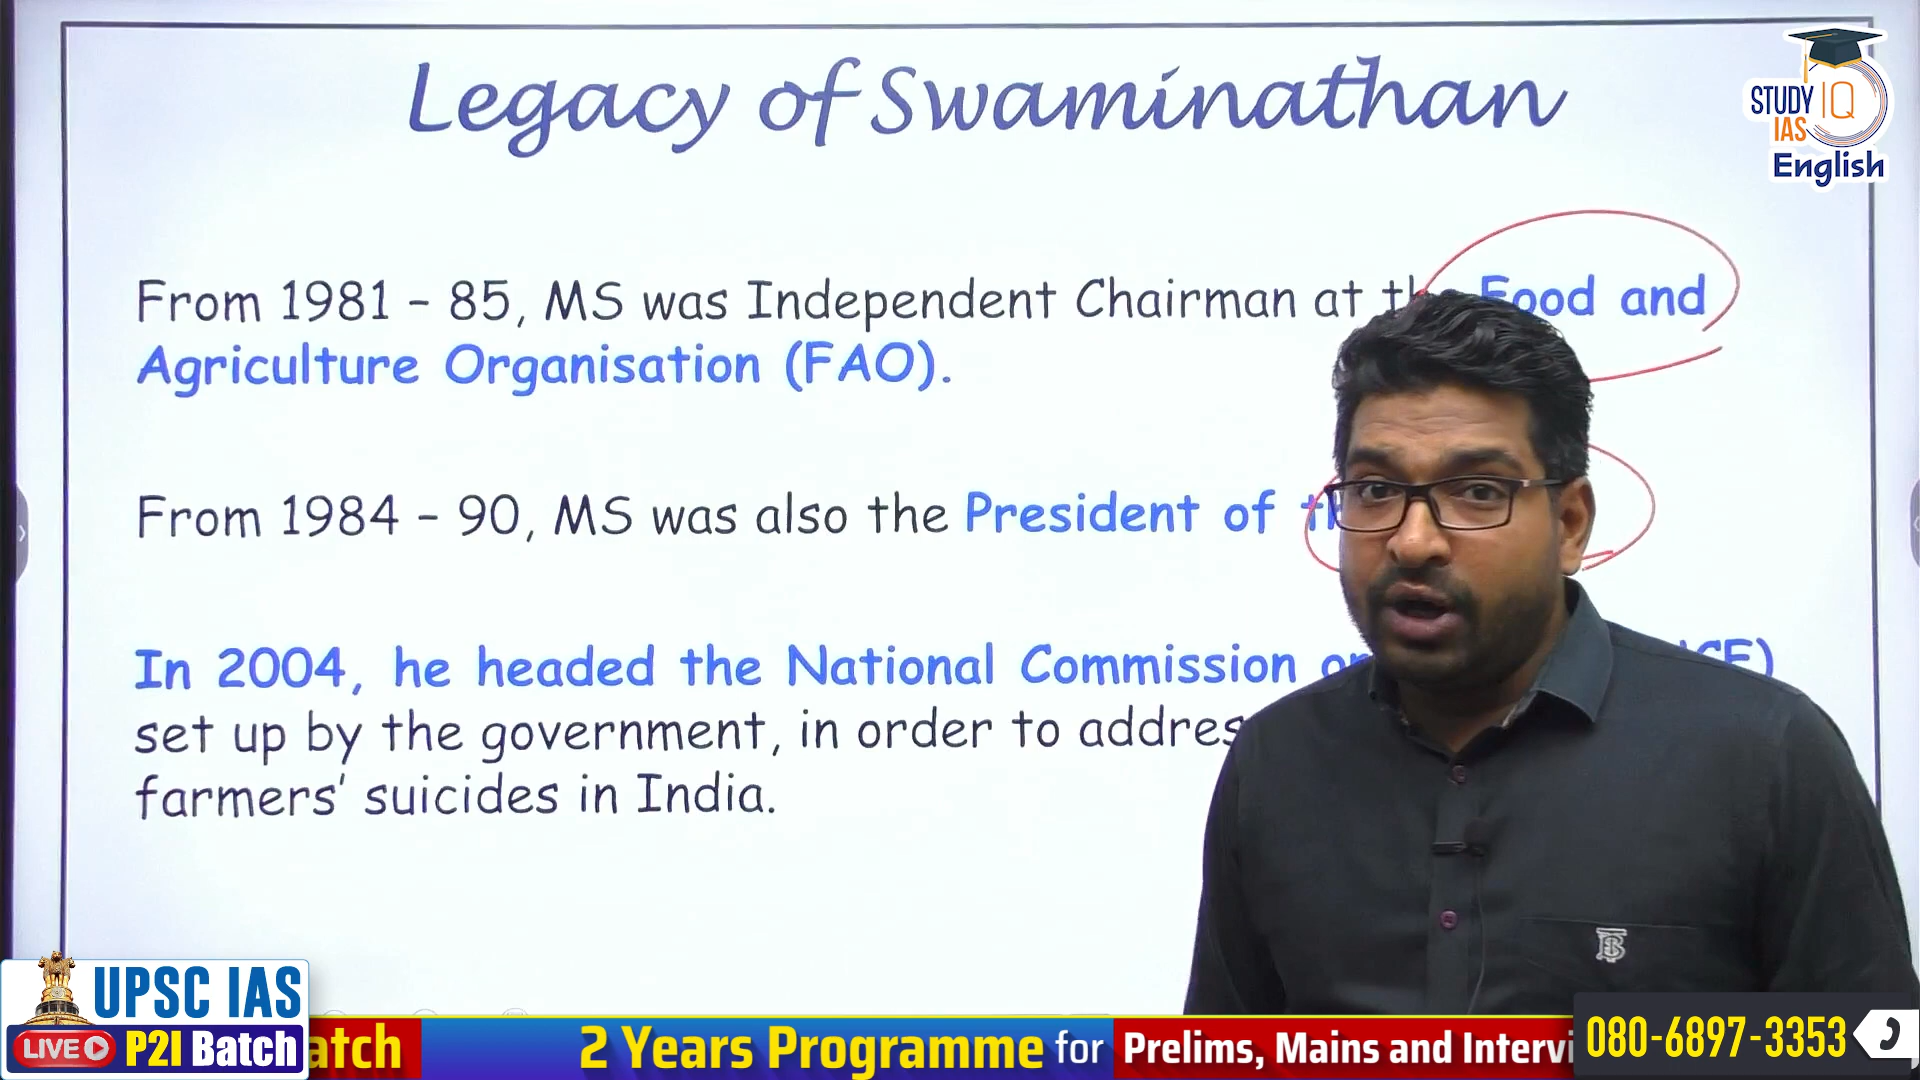 Legacy of Swaminathan
STUDY IQ
IAS
English
From 1981 – 85, MS was Independent Chairman at the Food and
Agriculture Organisation (FAO).
From 1984 – 90, MS was also the President of
In 2004, he headed the National Commission
set up by the government, in order to
farmers' suicides in India.
UPSC IAS
LIVE P2I Batch
atch 2 Years Programme for Prelims, Mains and Intervi
080-6897-3353